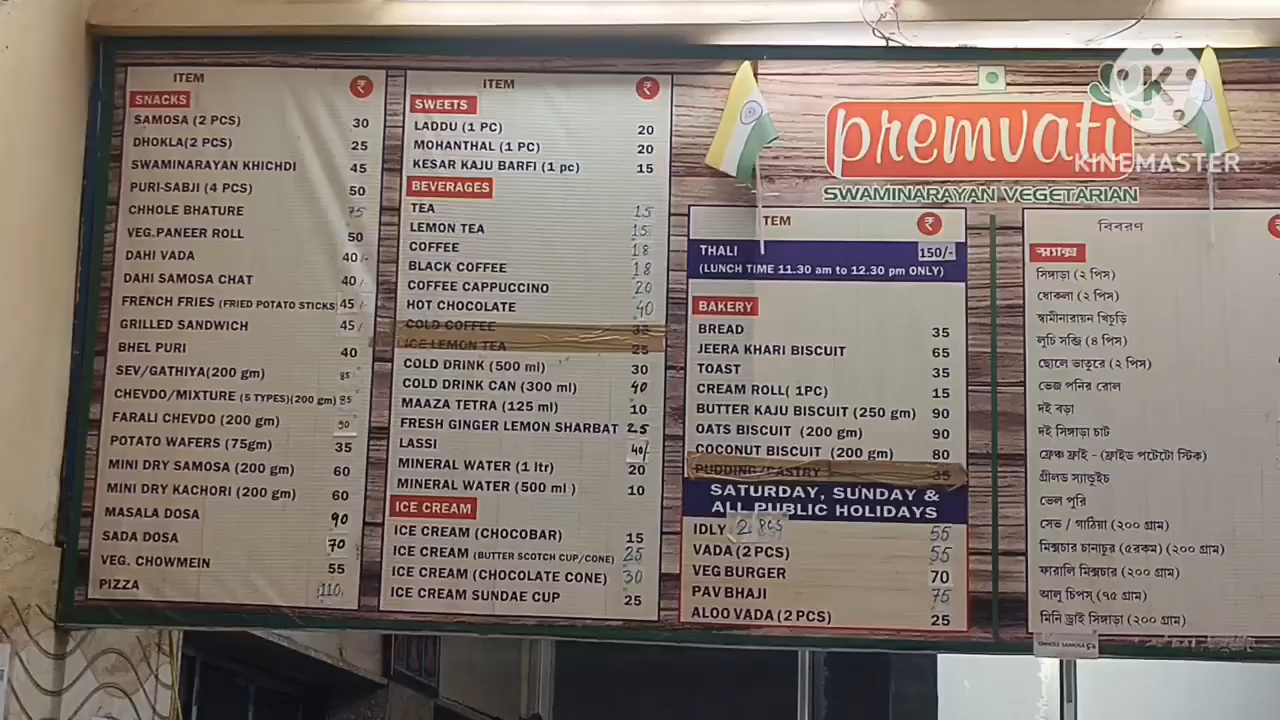 ITEM ₹
SNACKS
SAMOSA (2 PCS) 30
DHOKLA(2 PCS) 25
SWAMINARAYAN KHICHDI 45
PURI-SABJI (4 PCS) 50
CHHOLE BHATURE 75
VEG.PANEER ROLL 50
DAHI VADA 40/-
DAHI SAMOSA CHAT 40/-
FRENCH FRIES (FRIED POTATO STICKS) 45/-
GRILLED SANDWICH 45/-
BHEL PURI 40
SEV/GATHIYA(200 gm) 85
CHEVDO/MIXTURE (5 TYPES)(200 gm) 85
FARALI CHEVDO (200 gm) 90
POTATO WAFERS (75gm) 35
MINI DRY SAMOSA (200 gm) 60
MINI DRY KACHORI (200 gm) 60
MASALA DOSA 90
SADA DOSA 70
VEG. CHOWMEIN 55
PIZZA 110
ITEM ₹
SWEETS
LADDU (1 PC) 20
MOHANTHAL (1 PC) 20
KESAR KAJU BARFI (1 pc) 15
BEVERAGES
TEA 15
LEMON TEA 15
COFFEE 18
BLACK COFFEE 18
COFFEE CAPPUCCINO 20
HOT CHOCOLATE 40
COLD COFFEE 35
ICE LEMON TEA 25
COLD DRINK (500 ml) 30
COLD DRINK CAN (300 ml) 40
MAAZA TETRA (125 ml) 10
FRESH GINGER LEMON SHARBAT 25
LASSI 40/-
MINERAL WATER (1 ltr) 20
MINERAL WATER (500 ml ) 10
ICE CREAM
ICE CREAM (CHOCOBAR) 15
ICE CREAM (BUTTER SCOTCH CUP/CONE) 25
ICE CREAM (CHOCOLATE CONE) 30
ICE CREAM SUNDAE CUP 25
premvati
SWAMINARAYAN VEGETARIAN
KINEMASTER
TEM ₹
THALI 150/-
(LUNCH TIME 11.30 am to 12.30 pm ONLY)
BAKERY
BREAD 35
JEERA KHARI BISCUIT 65
TOAST 35
CREAM ROLL( 1PC) 15
BUTTER KAJU BISCUIT (250 gm) 90
OATS BISCUIT (200 gm) 90
COCONUT BISCUIT (200 gm) 80
PUDDING/PASTRY 35
SATURDAY, SUNDAY &
ALL PUBLIC HOLIDAYS
IDLY 2 PCS 55
VADA (2 PCS) 55
VEG BURGER 70
PAV BHAJI 75
ALOO VADA (2 PCS) 25
বিবরণ
স্ন্যাক্স
সিঙ্গাড়া (২ পিস)
ধোকলা (২ পিস)
স্বামীনারায়ন খিচুড়ি
লুচি সব্জি (৪ পিস)
ছোলে ভাতুরে (২ পিস)
ভেজ পনির রোল
দই বড়া
দই সিঙ্গাড়া চাট
ফ্রেঞ্চ ফ্রাই - (ফ্রাইড পটেটো স্টিক)
গ্রীলড স্যান্ডুইচ
ভেল পূরি
সেভ / গাঠিয়া (২০০ গ্রাম)
মিক্সচার চানাচুর (৫রকম) (২০০ গ্রাম)
ফারালি মিক্সচার (২০০ গ্রাম)
আলু চিপস্ (৭৫ গ্রাম)
মিনি ড্রাই সিঙ্গাড়া (২০০ গ্রাম)
CHHOLE SAMOSA